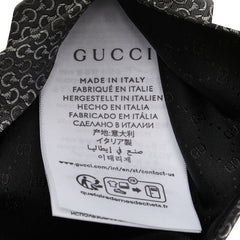 GUCCI
MADE IN ITALY
FABRIQUÉ EN ITALIE
HERGESTELLT IN ITALIEN
HECHO EN ITALIA
FABRICADO EM ITÁLIA
СДЕЛАНО В ИТАЛИИ
产地：意大利
イタリア製
صنع في إيطاليا
이태리제
www.gucci.com/int/en/st/contact-us
quefairedemesdechets.fr